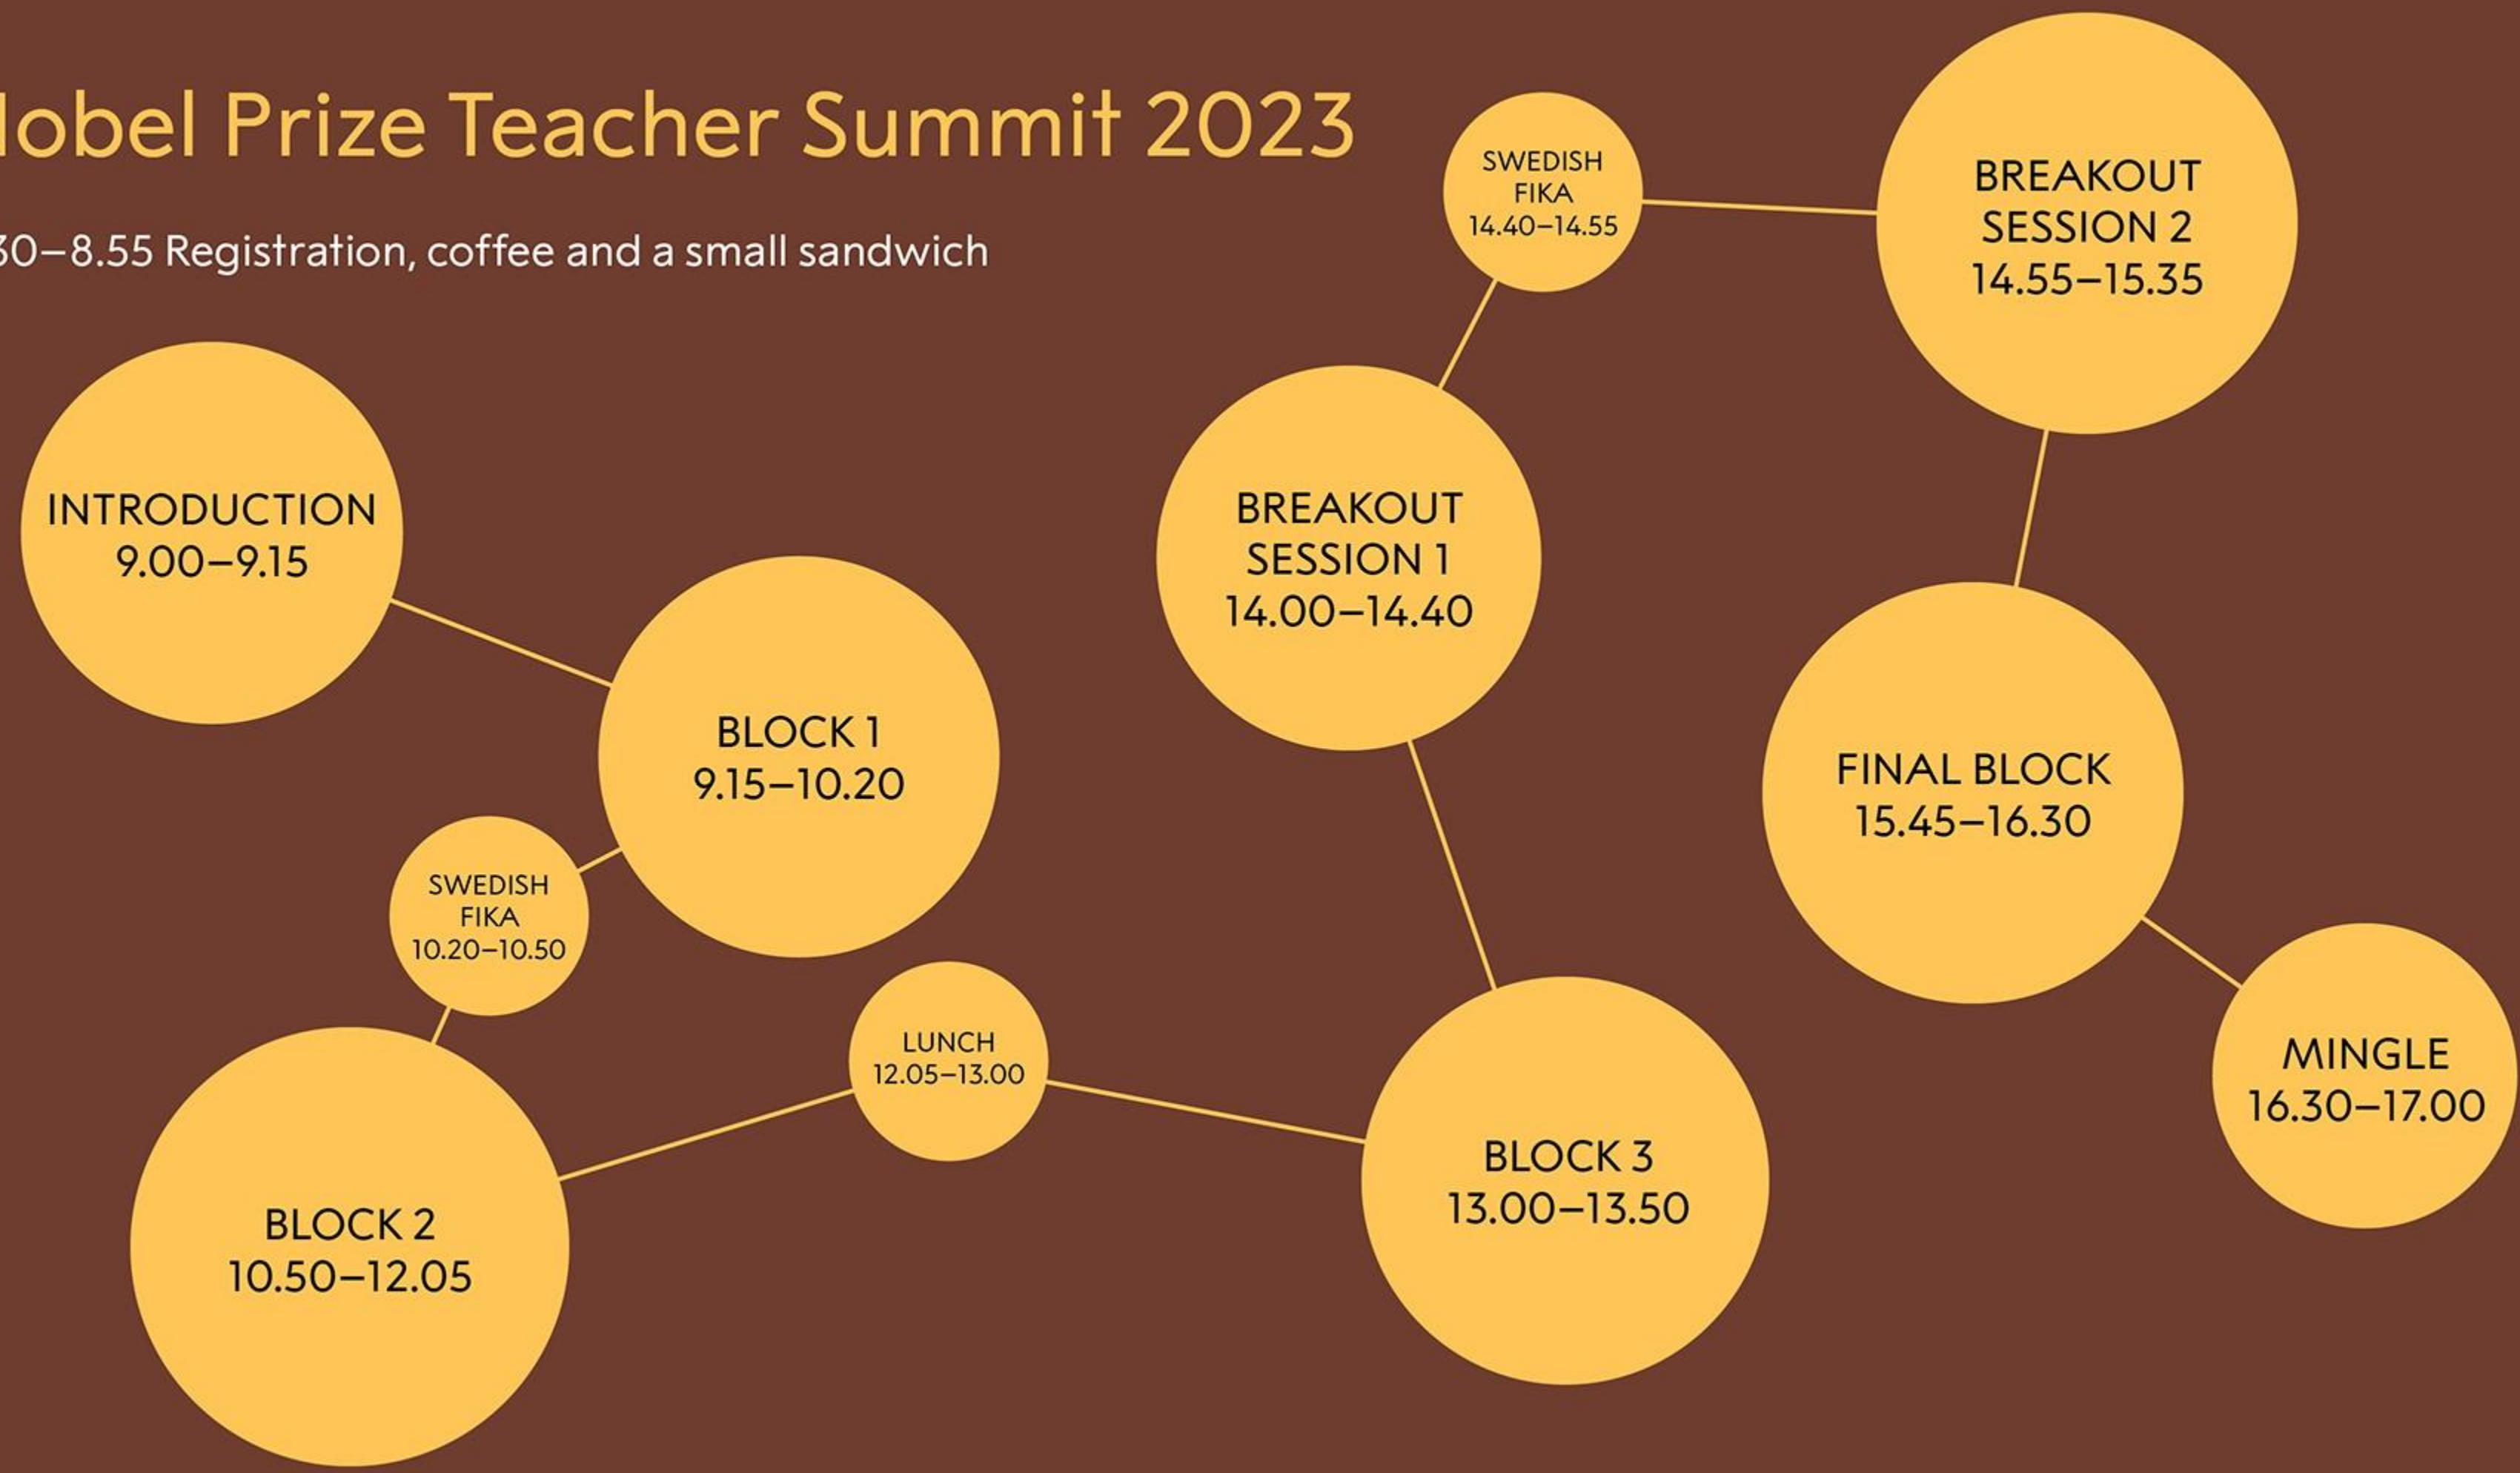 lobel Prize Teacher Summit 2023
30–8.55 Registration, coffee and a small sandwich
INTRODUCTION
9.00–9.15
BLOCK 1
9.15–10.20
SWEDISH
FIKA
10.20–10.50
BLOCK 2
10.50–12.05
LUNCH
12.05–13.00
BLOCK 3
13.00–13.50
BREAKOUT
SESSION 1
14.00–14.40
SWEDISH
FIKA
14.40–14.55
BREAKOUT
SESSION 2
14.55–15.35
FINAL BLOCK
15.45–16.30
MINGLE
16.30–17.00